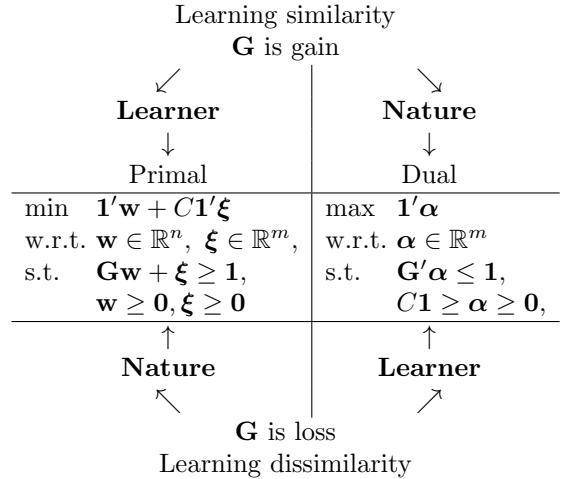 Learning similarity
G is gain
Learner Nature
Primal Dual
min 1′w + C1′ξ max 1′α
w.r.t. w ∈ ℝⁿ, ξ ∈ ℝᵐ, w.r.t. α ∈ ℝᵐ
s.t. Gw + ξ ≥ 1, s.t. G′α ≤ 1,
w ≥ 0, ξ ≥ 0 C1 ≥ α ≥ 0,
Nature Learner
G is loss
Learning dissimilarity